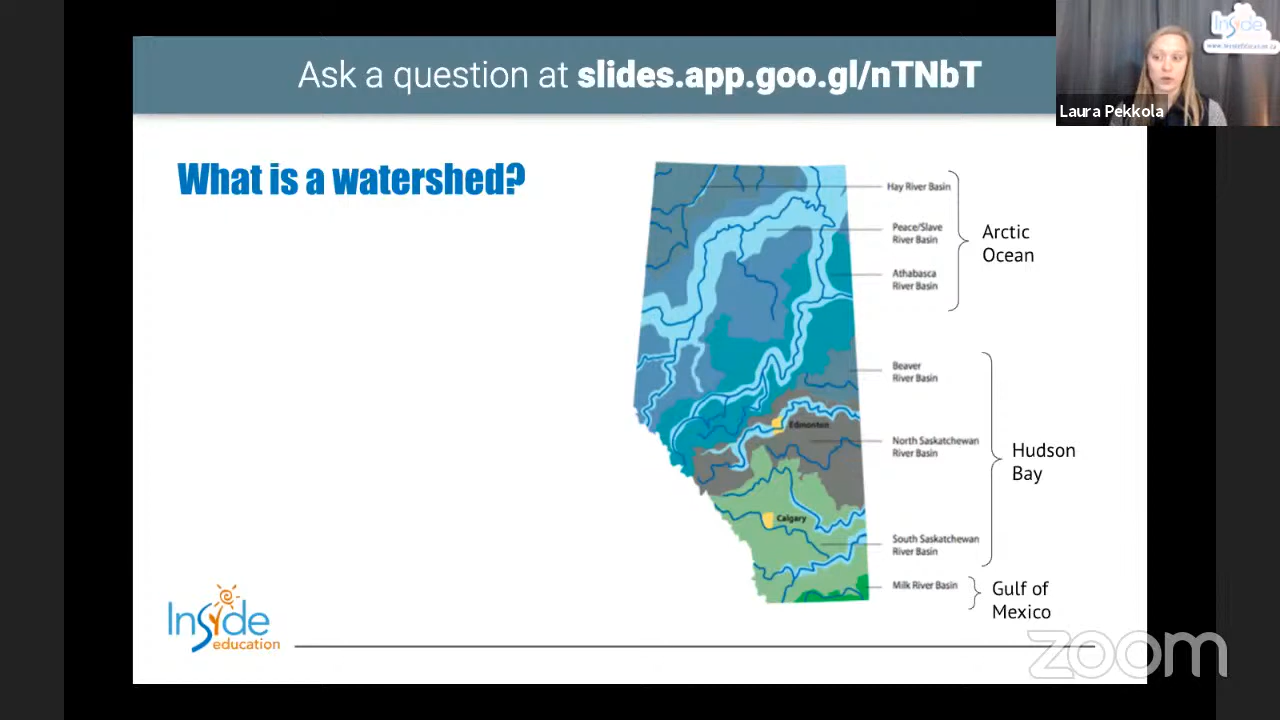 Ask a question at slides.app.goo.gl/nTNbT
Inside
Laura Pekkola
What is a watershed?
Hay River Basin
Peace/Slave
River Basin
Arctic
Ocean
Athabasca
River Basin
Beaver
River Basin
Edmonton
North Saskatchewan
River Basin
Hudson
Bay
Calgary
South Saskatchewan
River Basin
Milk River Basin
Gulf of
Mexico
Inside
education
zoom